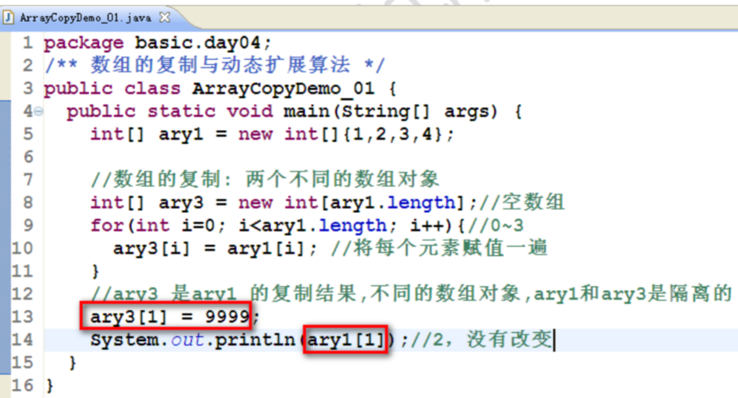 ArrayCopyDemo_01.java
1 package basic.day04;
2 /** 数组的复制与动态扩展算法 */
3 public class ArrayCopyDemo_01 {
4 public static void main(String[] args) {
5 int[] ary1 = new int[]{1,2,3,4};
6
7 //数组的复制: 两个不同的数组对象
8 int[] ary3 = new int[ary1.length];//空数组
9 for(int i=0; i<ary1.length; i++){//0~3
10 ary3[i] = ary1[i]; //将每个元素赋值一遍
11 }
12 //ary3 是ary1 的复制结果,不同的数组对象,ary1和ary3是隔离的
13 ary3[1] = 9999;
14 System.out.println(ary1[1]);//2, 没有改变
15 }
16 }